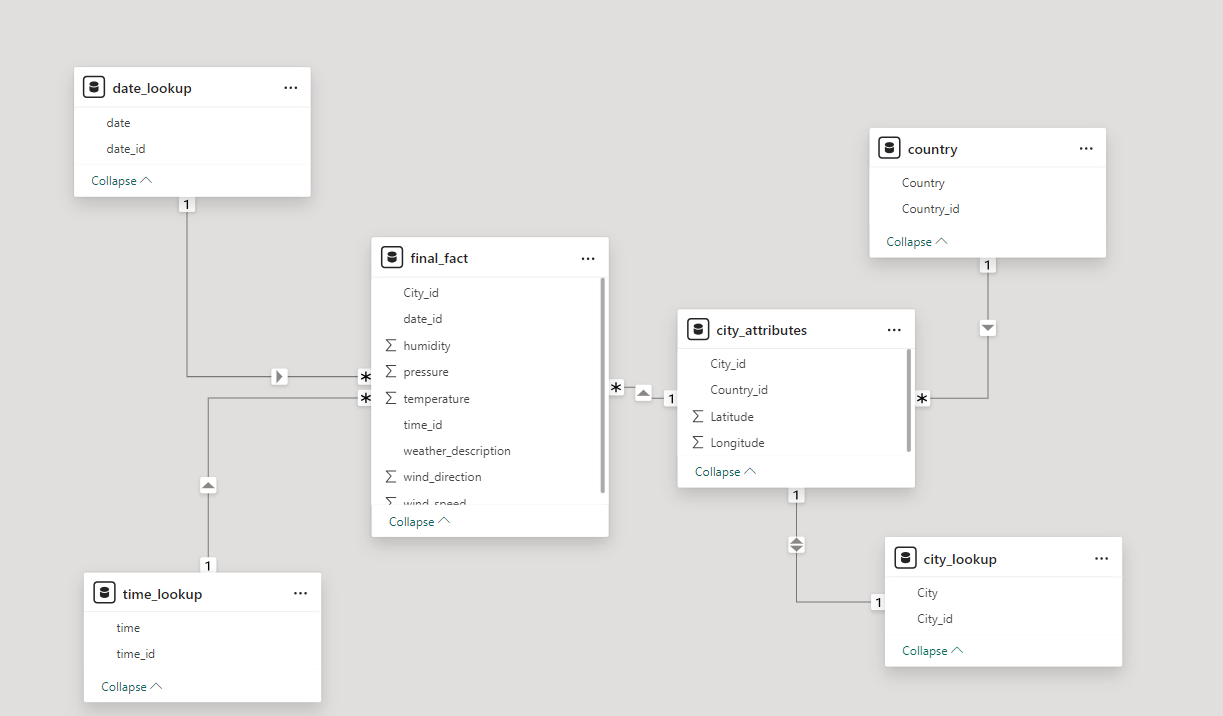 date_lookup
date
date_id
Collapse
1
country
Country
Country_id
Collapse
1
final_fact
City_id
date_id
Σ humidity
Σ pressure
Σ temperature
time_id
weather_description
Σ wind_direction
Σ wind_speed
Collapse
*
*
*
1
city_attributes
City_id
Country_id
Σ Latitude
Σ Longitude
Collapse
*
1
1
city_lookup
City
City_id
Collapse
1
time_lookup
time
time_id
Collapse